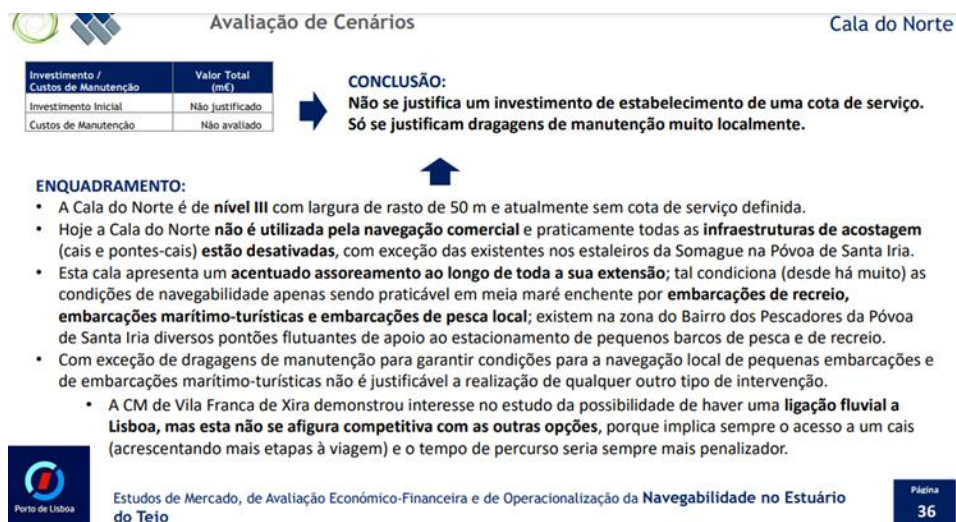 Avaliação de Cenários
Cala do Norte
Investimento / Custos de Manutenção Valor Total (m€)
Investimento Inicial Não justificado
Custos de Manutenção Não avaliado
CONCLUSÃO:
Não se justifica um investimento de estabelecimento de uma cota de serviço.
Só se justificam dragagens de manutenção muito localmente.
ENQUADRAMENTO:
• A Cala do Norte é de nível III com largura de rasto de 50 m e atualmente sem cota de serviço definida.
• Hoje a Cala do Norte não é utilizada pela navegação comercial e praticamente todas as infraestruturas de acostagem
(cais e pontes-cais) estão desativadas, com exceção das existentes nos estaleiros da Somague na Póvoa de Santa Iria.
• Esta cala apresenta um acentuado assoreamento ao longo de toda a sua extensão; tal condiciona (desde há muito) as
condições de navegabilidade apenas sendo praticável em meia maré enchente por embarcações de recreio,
embarcações marítimo-turísticas e embarcações de pesca local; existem na zona do Bairro dos Pescadores da Póvoa
de Santa Iria diversos pontões flutuantes de apoio ao estacionamento de pequenos barcos de pesca e de recreio.
• Com exceção de dragagens de manutenção para garantir condições para a navegação local de pequenas embarcações e
de embarcações marítimo-turísticas não é justificável a realização de qualquer outro tipo de intervenção.
• A CM de Vila Franca de Xira demonstrou interesse no estudo da possibilidade de haver uma ligação fluvial a
Lisboa, mas esta não se afigura competitiva com as outras opções, porque implica sempre o acesso a um cais
(acrescentando mais etapas à viagem) e o tempo de percurso seria sempre mais penalizador.
Porto de Lisboa
Estudos de Mercado, de Avaliação Económico-Financeira e de Operacionalização da Navegabilidade no Estuário
do Tejo
Página
36